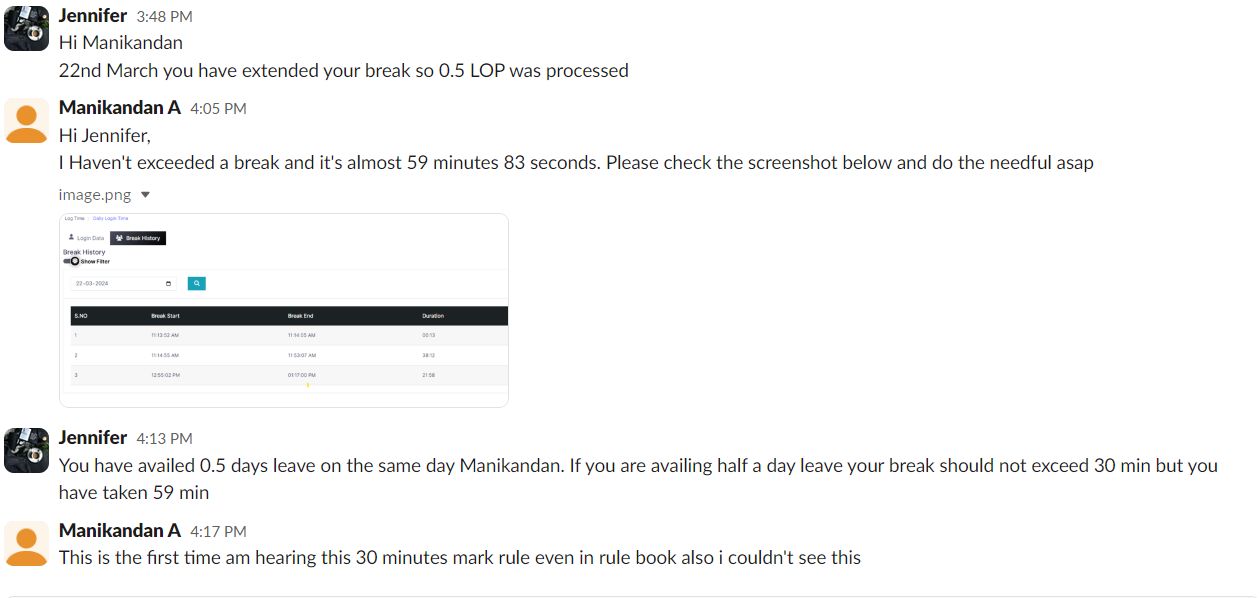 Jennifer 3:48 PM
Hi Manikandan
22nd March you have extended your break so 0.5 LOP was processed
Manikandan A 4:05 PM
Hi Jennifer,
I Haven't exceeded a break and it's almost 59 minutes 83 seconds. Please check the screenshot below and do the needful asap
image.png
Log Time Daily Login Time
Login Data Break History
Break History
Show Filter
22-03-2024
S.NO Break Start Break End Duration
1 11:13:52 AM 11:14:05 AM 00:13
2 11:14:55 AM 11:53:07 AM 38:12
3 12:55:02 PM 01:17:00 PM 21:58
Jennifer 4:13 PM
You have availed 0.5 days leave on the same day Manikandan. If you are availing half a day leave your break should not exceed 30 min but you
have taken 59 min
Manikandan A 4:17 PM
This is the first time am hearing this 30 minutes mark rule even in rule book also i couldn't see this